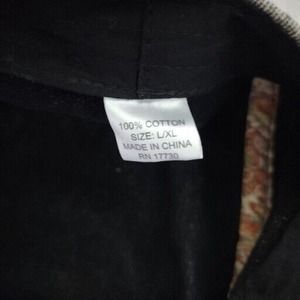 100% COTTON
SIZE: L/XL
MADE IN CHINA
RN 17730